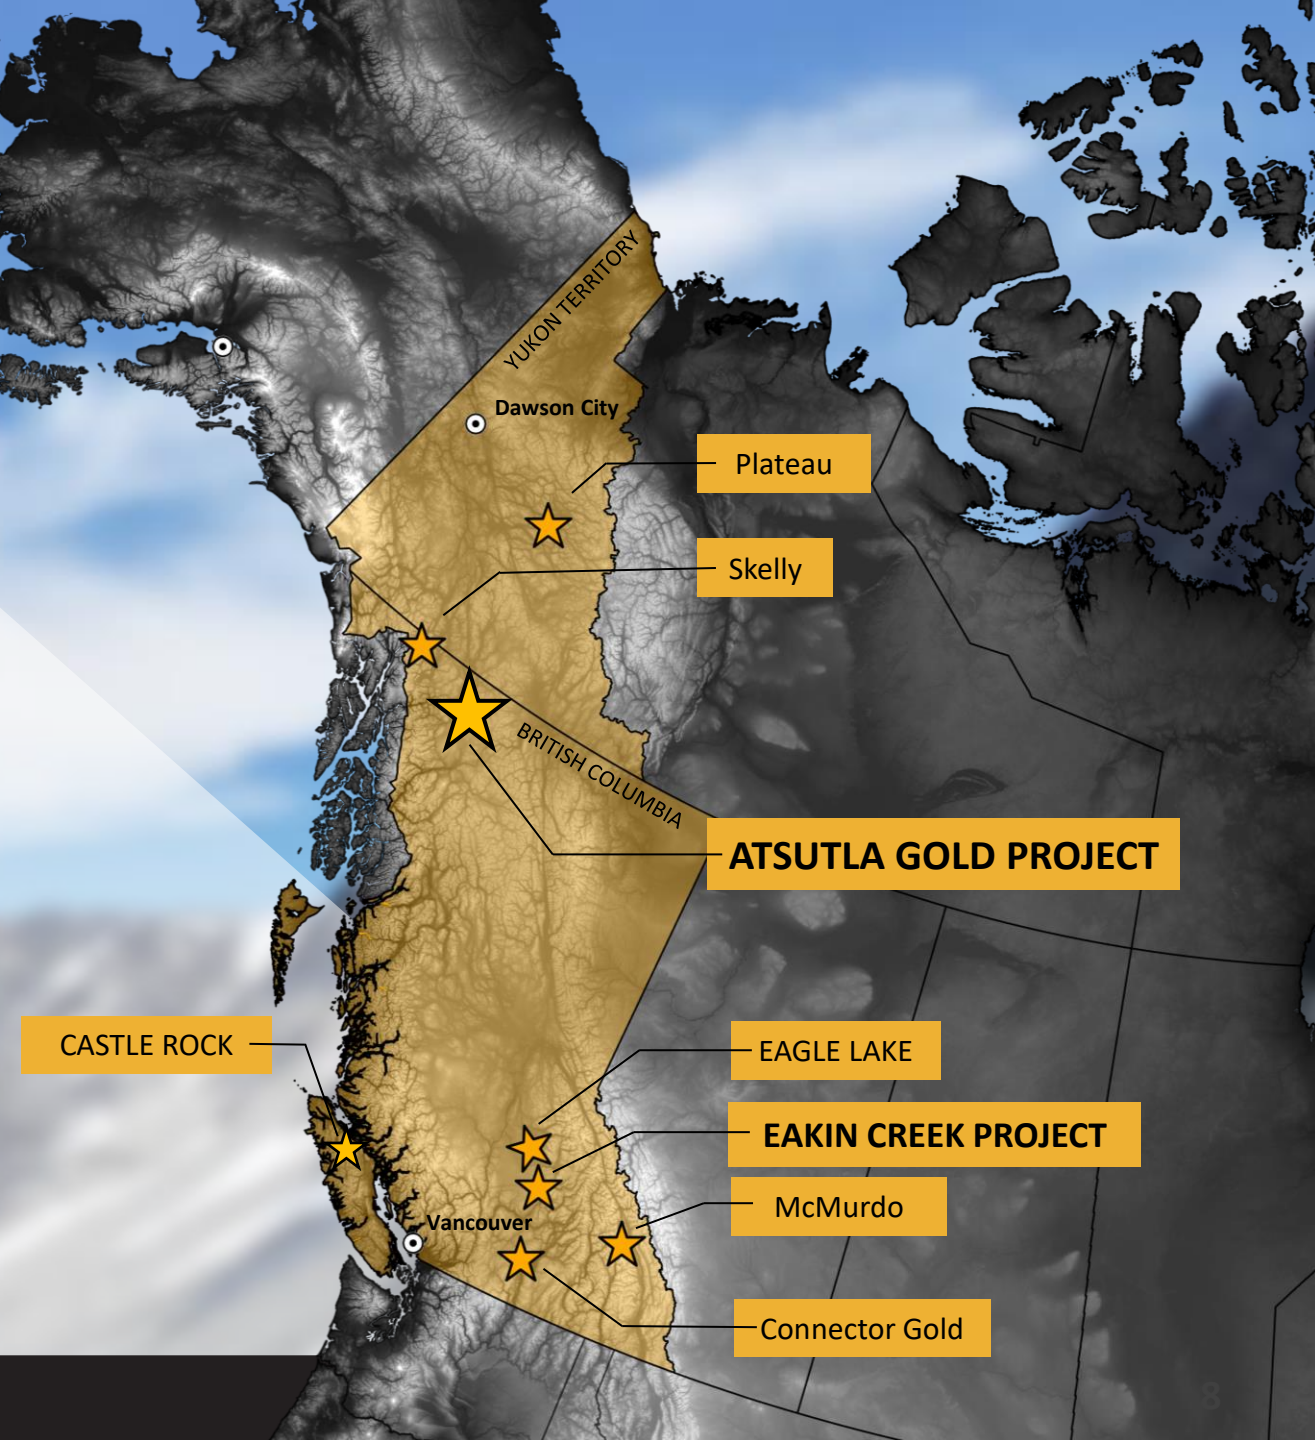 YUKON TERRITORY
Dawson City
Plateau
Skelly
BRITISH COLUMBIA
ATSUTLA GOLD PROJECT
CASTLE ROCK
EAGLE LAKE
EAKIN CREEK PROJECT
McMurdo
Vancouver
Connector Gold
8